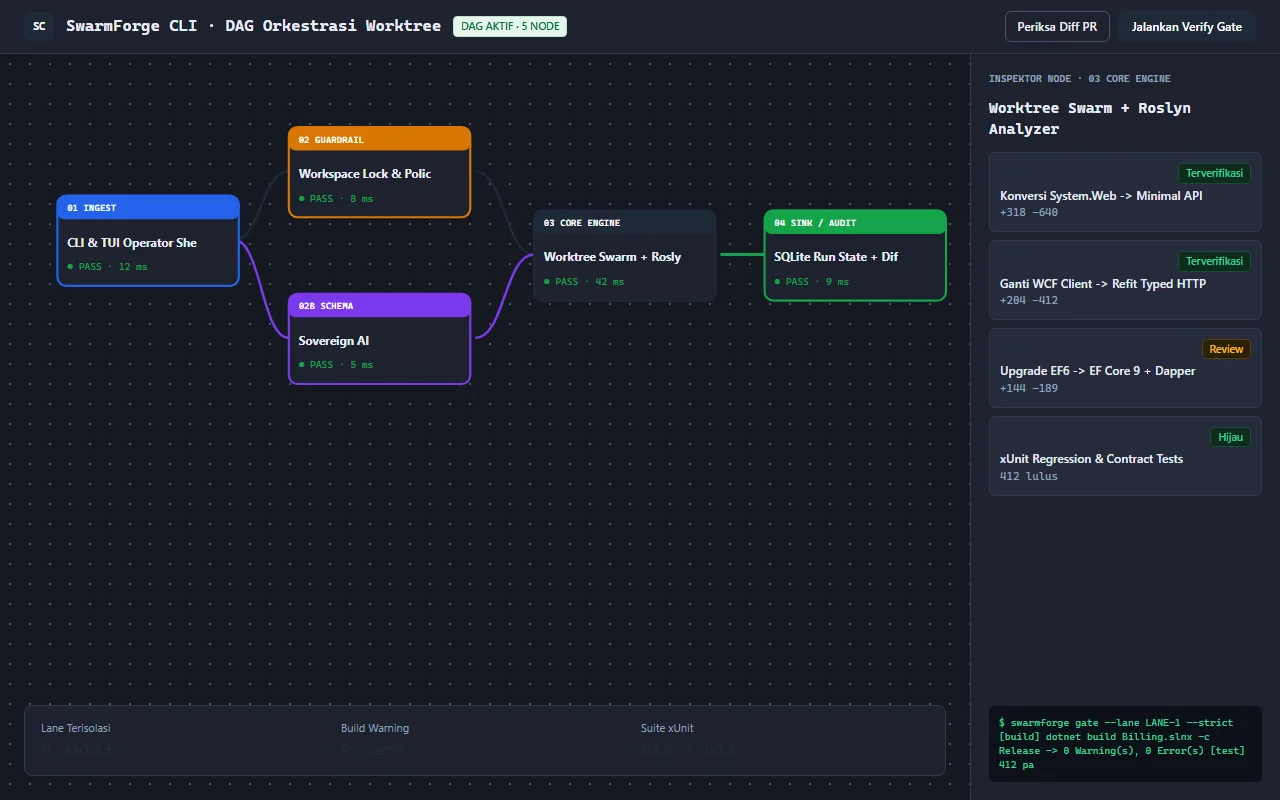 SC
SwarmForge CLI · DAG Orkestrasi Worktree
DAG AKTIF · 5 NODE
Periksa Diff PR
Jalankan Verify Gate
01 INGEST
CLI & TUI Operator She
PASS · 12 ms
02 GUARDRAIL
Workspace Lock & Polic
PASS · 8 ms
02B SCHEMA
Sovereign AI
PASS · 5 ms
03 CORE ENGINE
Worktree Swarm + Rosly
PASS · 42 ms
04 SINK / AUDIT
SQLite Run State + Dif
PASS · 9 ms
INSPEKTOR NODE · 03 CORE ENGINE
Worktree Swarm + Roslyn
Analyzer
Terverifikasi
Konversi System.Web -> Minimal API
+318 −640
Terverifikasi
Ganti WCF Client -> Refit Typed HTTP
+204 −412
Review
Upgrade EF6 -> EF Core 9 + Dapper
+144 −189
Hijau
xUnit Regression & Contract Tests
412 lulus
Lane Terisolasi
Build Warning
Suite xUnit
$ swarmforge gate --lane LANE-1 --strict
[build] dotnet build Billing.slnx -c
Release -> 0 Warning(s), 0 Error(s) [test]
412 pa